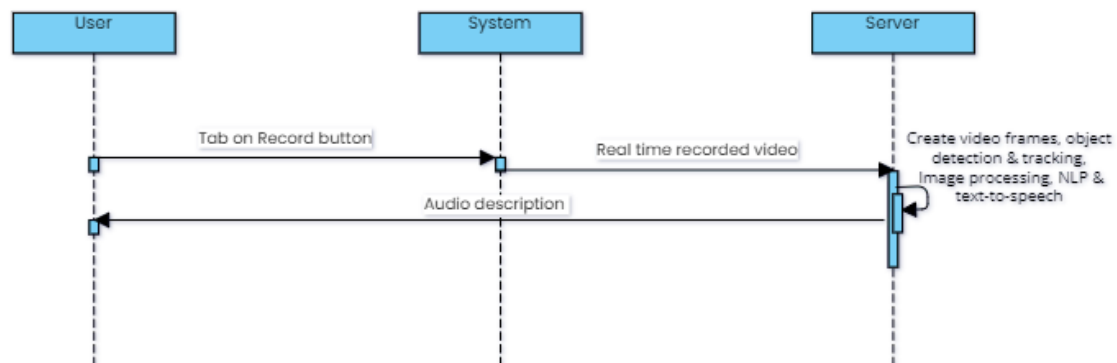 User
System
Server
Tab on Record button
Real time recorded video
Create video frames, object
detection & tracking,
Image processing, NLP &
text-to-speech
Audio description